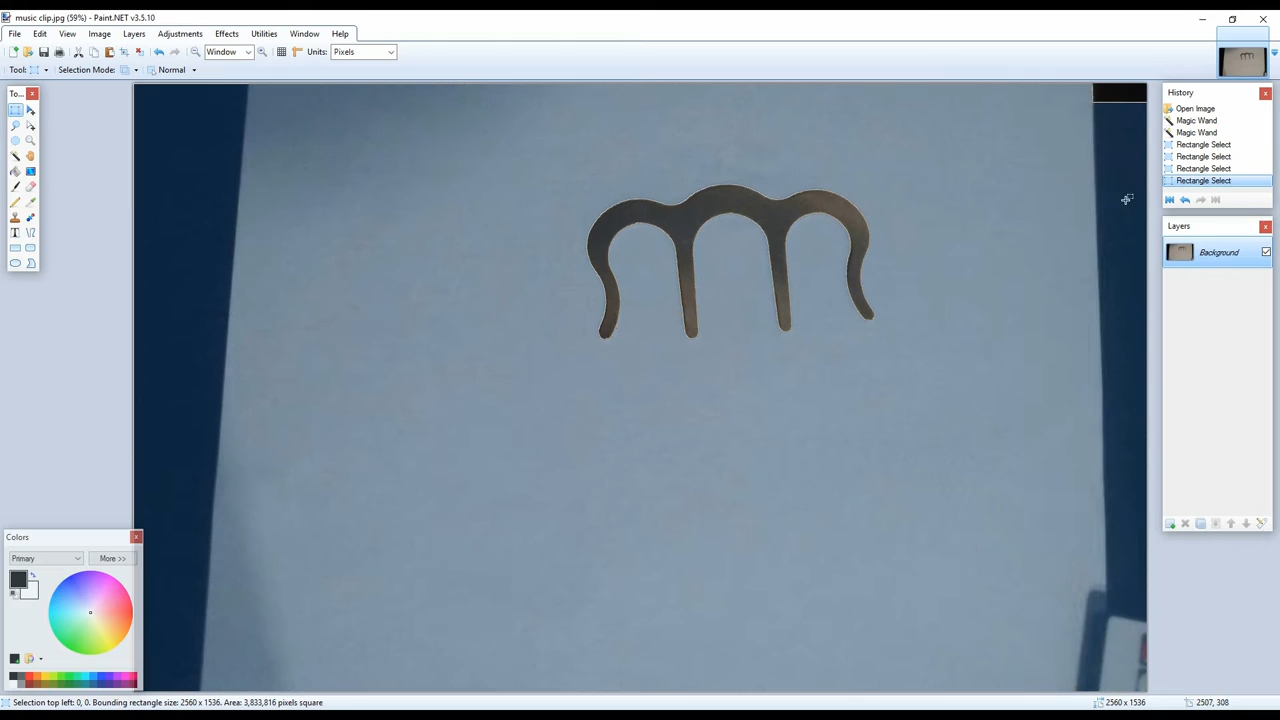 music clip.jpg (59%) - Paint.NET v3.5.10
File Edit View Image Layers Adjustments Effects Utilities Window Help
Window Units: Pixels
Tool: Selection Mode: Normal
To...
History
Open Image
Magic Wand
Magic Wand
Rectangle Select
Rectangle Select
Rectangle Select
Rectangle Select
Layers
Background
Colors
Primary More >>
Selection top left: 0, 0. Bounding rectangle size: 2560 x 1536. Area: 3,833,816 pixels square 2560 x 1536 2507, 308